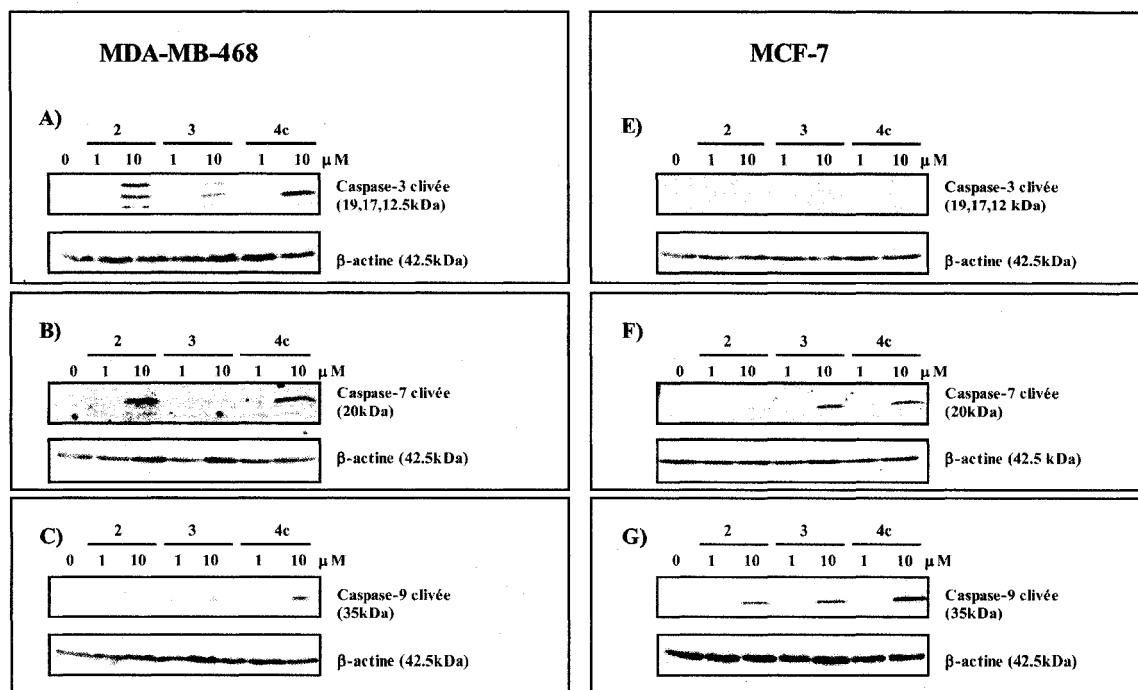 MDA-MB-468
A)
2 3 4c
0 1 10 1 10 1 10 µM
Caspase-3 clivée
(19,17,12.5kDa)
β-actine (42.5kDa)
B)
2 3 4c
0 1 10 1 10 1 10 µM
Caspase-7 clivée
(20kDa)
β-actine (42.5kDa)
C)
2 3 4c
0 1 10 1 10 1 10 µM
Caspase-9 clivée
(35kDa)
β-actine (42.5kDa)
MCF-7
E)
2 3 4c
0 1 10 1 10 1 10 µM
Caspase-3 clivée
(19,17,12 kDa)
β-actine (42.5kDa)
F)
2 3 4c
0 1 10 1 10 1 10 µM
Caspase-7 clivée
(20kDa)
β-actine (42.5 kDa)
G)
2 3 4c
0 1 10 1 10 1 10 µM
Caspase-9 clivée
(35kDa)
β-actine (42.5kDa)